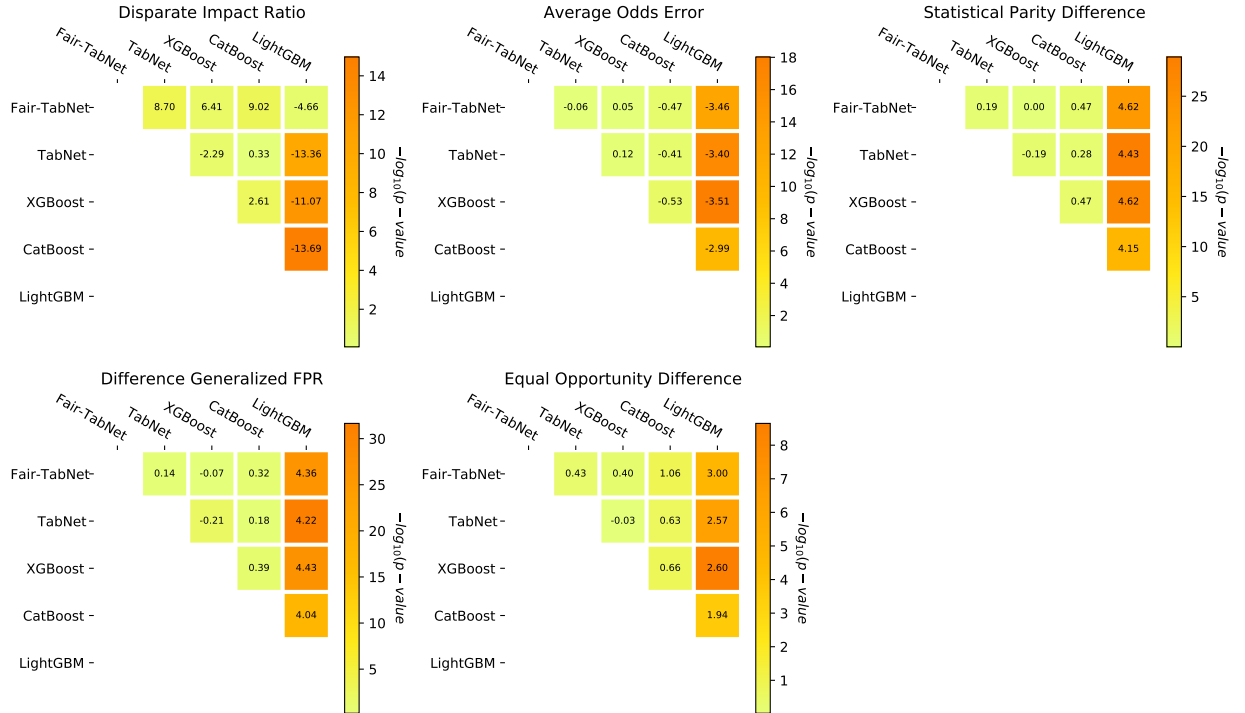 Disparate Impact Ratio
Fair-TabNet
TabNet
XGBoost
CatBoost
LightGBM
Fair-TabNet 8.70 6.41 9.02 -4.66
TabNet -2.29 0.33 -13.36
XGBoost 2.61 -11.07
CatBoost -13.69
LightGBM
14
12
10
8
6
4
2
−log10(p − value
Average Odds Error
Fair-TabNet
TabNet
XGBoost
CatBoost
LightGBM
Fair-TabNet -0.06 0.05 -0.47 -3.46
TabNet 0.12 -0.41 -3.40
XGBoost -0.53 -3.51
CatBoost -2.99
LightGBM
18
16
14
12
10
8
6
4
2
−log10(p − value
Statistical Parity Difference
Fair-TabNet
TabNet
XGBoost
CatBoost
LightGBM
Fair-TabNet 0.19 0.00 0.47 4.62
TabNet -0.19 0.28 4.43
XGBoost 0.47 4.62
CatBoost 4.15
LightGBM
25
20
15
10
5
−log10(p − value
Difference Generalized FPR
Fair-TabNet
TabNet
XGBoost
CatBoost
LightGBM
Fair-TabNet 0.14 -0.07 0.32 4.36
TabNet -0.21 0.18 4.22
XGBoost 0.39 4.43
CatBoost 4.04
LightGBM
30
25
20
15
10
5
−log10(p − value
Equal Opportunity Difference
Fair-TabNet
TabNet
XGBoost
CatBoost
LightGBM
Fair-TabNet 0.43 0.40 1.06 3.00
TabNet -0.03 0.63 2.57
XGBoost 0.66 2.60
CatBoost 1.94
LightGBM
8
7
6
5
4
3
2
1
−log10(p − value